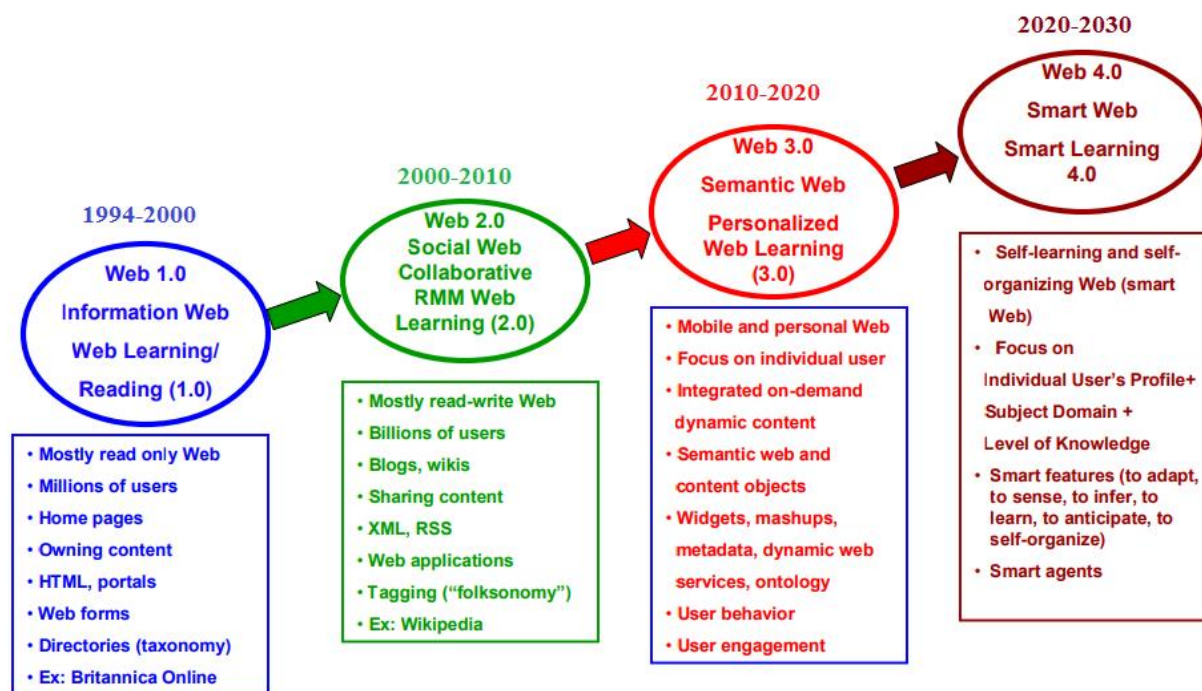 1994-2000
Web 1.0
Information Web
Web Learning/
Reading (1.0)
• Mostly read only Web
• Millions of users
• Home pages
• Owning content
• HTML, portals
• Web forms
• Directories (taxonomy)
• Ex: Britannica Online
2000-2010
Web 2.0
Social Web
Collaborative
RMM Web
Learning (2.0)
• Mostly read-write Web
• Billions of users
• Blogs, wikis
• Sharing content
• XML, RSS
• Web applications
• Tagging (“folksonomy”)
• Ex: Wikipedia
2010-2020
Web 3.0
Semantic Web
Personalized
Web Learning
(3.0)
• Mobile and personal Web
• Focus on individual user
• Integrated on-demand
dynamic content
• Semantic web and
content objects
• Widgets, mashups,
metadata, dynamic web
services, ontology
• User behavior
• User engagement
2020-2030
Web 4.0
Smart Web
Smart Learning
4.0
• Self-learning and self-
organizing Web (smart
Web)
• Focus on
Individual User’s Profile+
Subject Domain +
Level of Knowledge
• Smart features (to adapt,
to sense, to infer, to
learn, to anticipate, to
self-organize)
• Smart agents